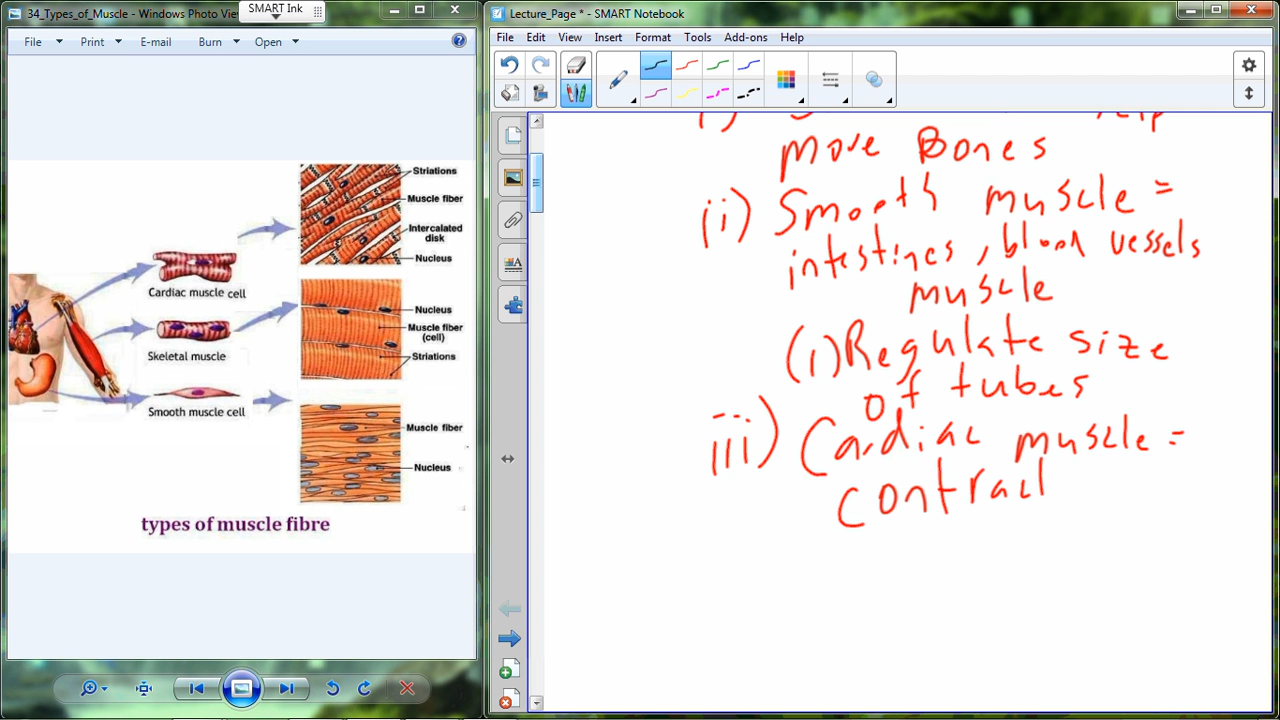 34_Types_of_Muscle - Windows Photo Vie
SMART Ink
File Print E-mail Burn Open
Striations
Muscle fiber
Intercalated
disk
Nucleus
Cardiac muscle cell
Nucleus
Muscle fiber
(cell)
Striations
Skeletal muscle
Smooth muscle cell
Muscle fiber
Nucleus
types of muscle fibre
Lecture_Page * - SMART Notebook
File Edit View Insert Format Tools Add-ons Help
move Bones
(ii) Smooth muscle =
intestines, blood vessels
muscle
(1) Regulate size
of tubes
iii) Cardiac muscle =
contract